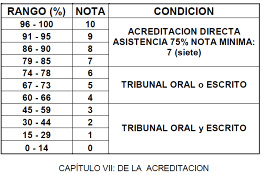 RANGO (%) NOTA CONDICION
96 - 100 10
91 - 95 9
86 - 90 8
79 - 85 7
ACREDITACION DIRECTA
ASISTENCIA 75% NOTA MINIMA:
7 (siete)
74 - 78 6
67 - 73 5
60 - 66 4
TRIBUNAL ORAL o ESCRITO
45 - 59 3
30 - 44 2
15 - 29 1
0 - 14 0
TRIBUNAL ORAL y ESCRITO
CAPÍTULO VII: DE LA ACREDITACION